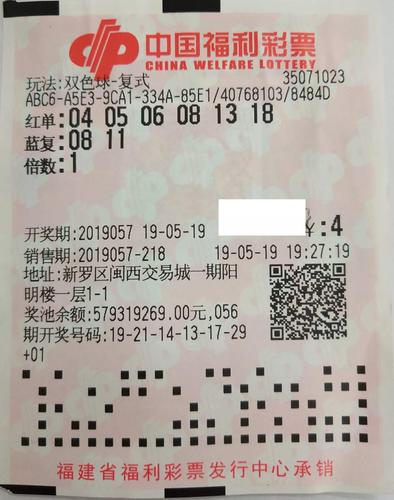 中国福利彩票
CHINA WELFARE LOTTERY
玩法:双色球-复式 35071023
ABC6-A5E3-9CA1-334A-85E1/40768103/8484D
红单:04 05 06 08 13 18
蓝复:08 11
倍数:1
开奖期:2019057 19-05-19 ¥:4
销售期:2019057-218 19-05-19 19:27:19
地址:新罗区闽西交易城一期阳
明楼一层1-1
奖池余额:579319269.00元,056
期开奖号码:19-21-14-13-17-29
+01
福建省福利彩票发行中心承销